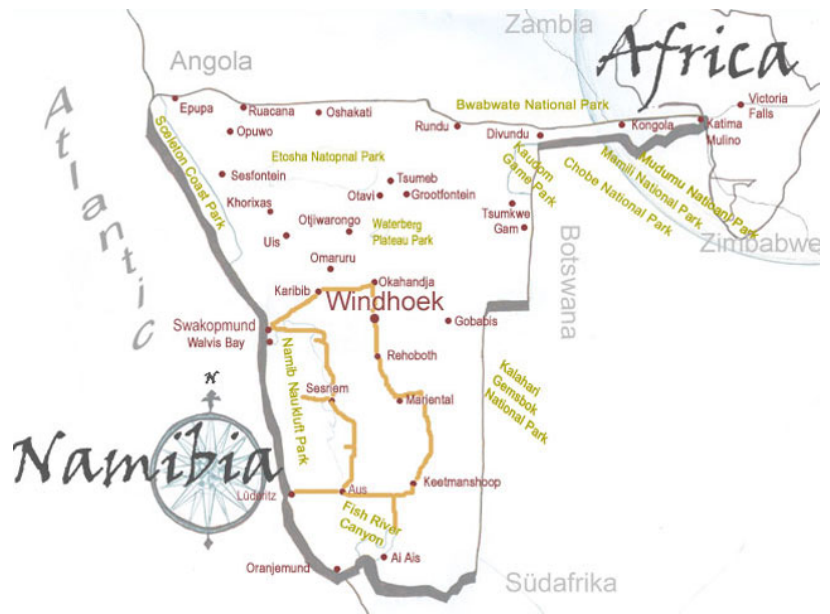 Zambia
Africa
Angola
Atlantic
Epupa
Ruacana
Oshakati
Bwabwate National Park
Victoria
Falls
Opuwo
Rundu
Divundu
Kongola
Katima
Mulino
Sceleton Coast Park
Etosha Natopnal Park
Kaudom
Game Park
Mudumu Natioanl Park
Mamili National Park
Chobe National Park
Sesfontein
Tsumeb
Otavi
Grootfontein
Khorixas
Tsumkwe
Gam
Otjiwarongo
Waterberg
Plateau Park
Uis
Zimbabwe
Botswana
Omaruru
Karibib
Okahandja
Windhoek
Swakopmund
Walvis Bay
Gobabis
Rehoboth
Namib Naukluft Park
Kalahari
Gemsbok
National Park
N
Sesriem
Mariental
Namibia
Lüderitz
Aus
Keetmanshoop
Fish River
Canyon
Oranjemund
Ai Ais
Südafrika